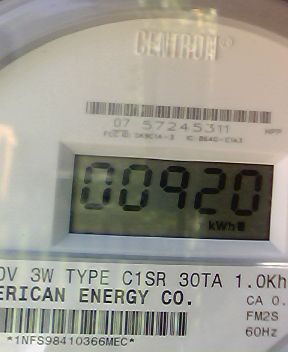 CENTRON®
07 57245311
HPP
00920
kWh
0V 3W TYPE C1SR 30TA 1.0Kh
ERICAN ENERGY CO.
CA 0.
FM2S
60Hz
*1NFS98410366MEC*